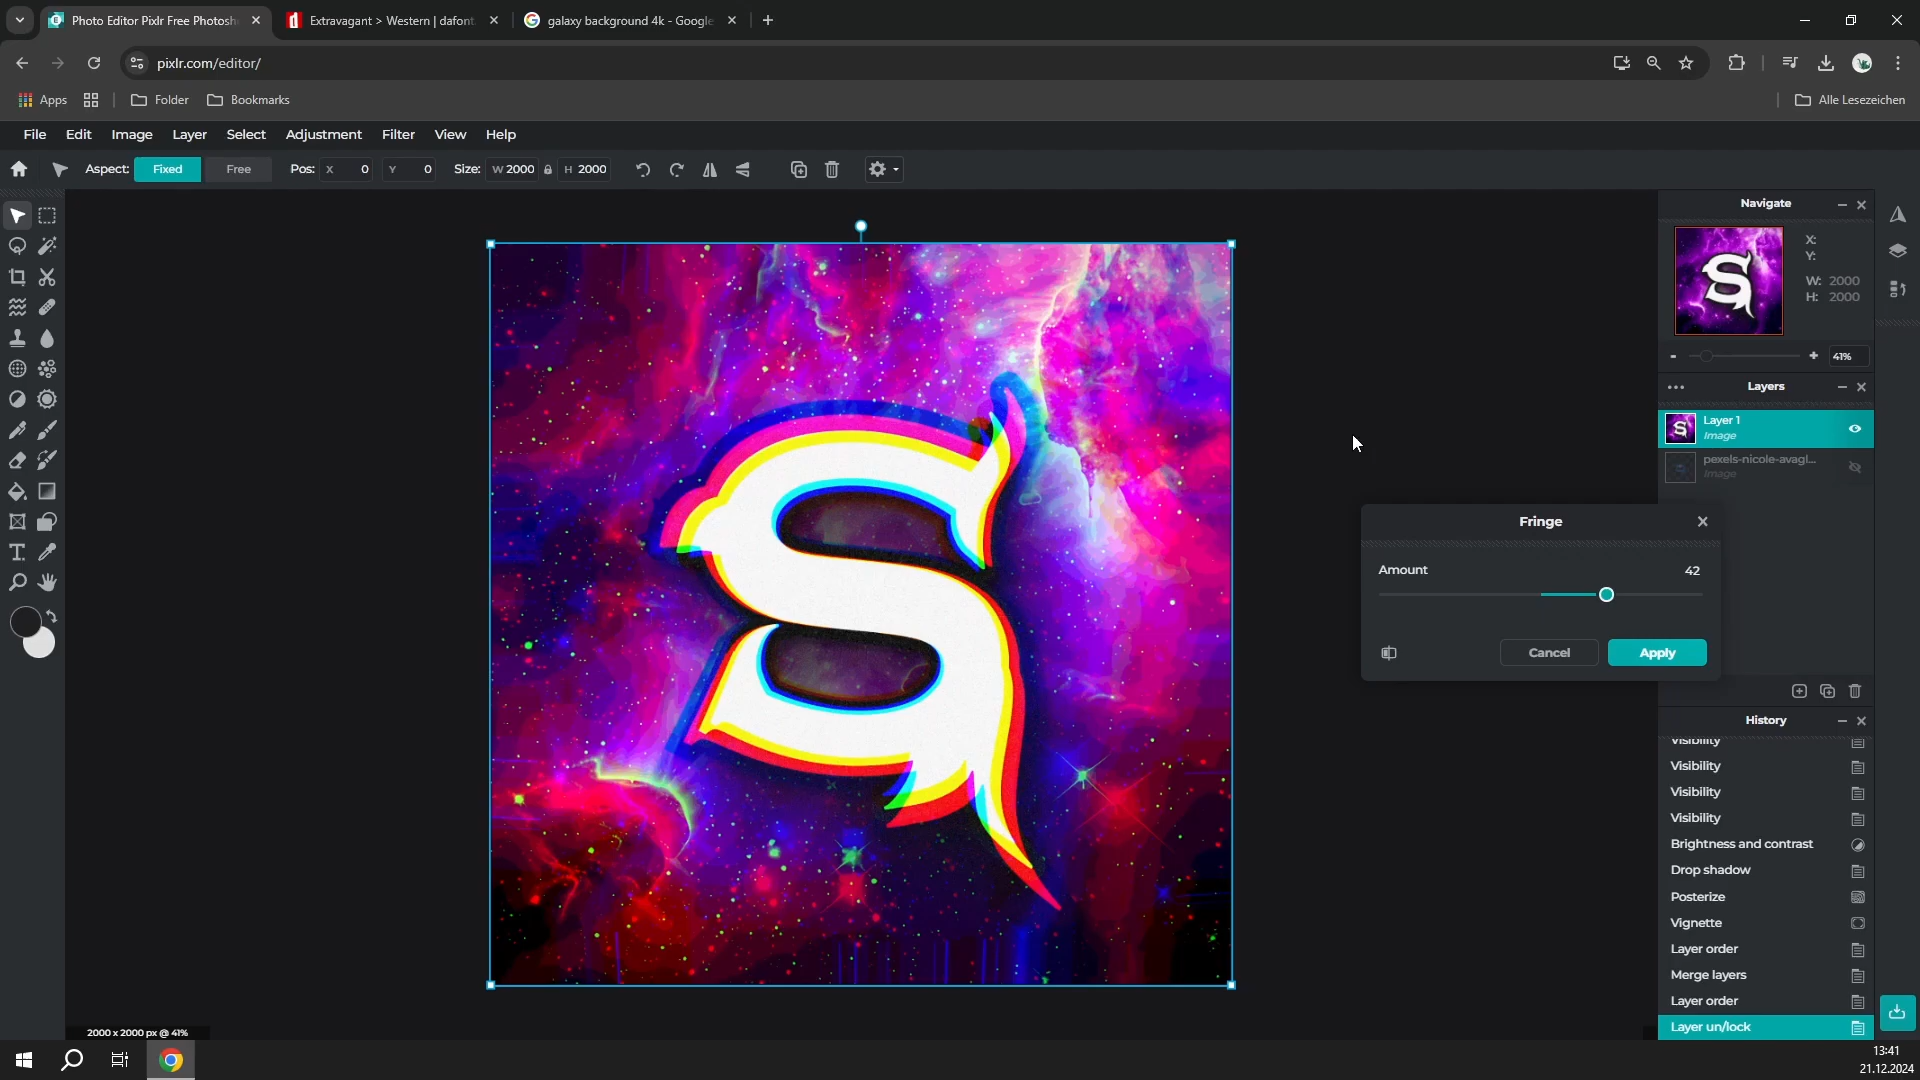 Photo Editor Pixlr Free Photosh
Extravagant > Western | dafont
galaxy background 4k - Google
pixlr.com/editor/
Apps
Folder
Bookmarks
Alle Lesezeichen
File
Edit
Image
Layer
Select
Adjustment
Filter
View
Help
Aspect:
Fixed
Free
Pos: X 0 Y 0
Size: W 2000 H 2000
Navigate
S
X:
Y:
W: 2000
H: 2000
41%
Layers
Layer 1
Image
pexels-nicole-avagl...
Image
S
Fringe
Amount 42
Cancel
Apply
History
Visibility
Visibility
Visibility
Visibility
Brightness and contrast
Drop shadow
Posterize
Vignette
Layer order
Merge layers
Layer order
Layer un/lock
2000 x 2000 px @ 41%
13:41
21.12.2024